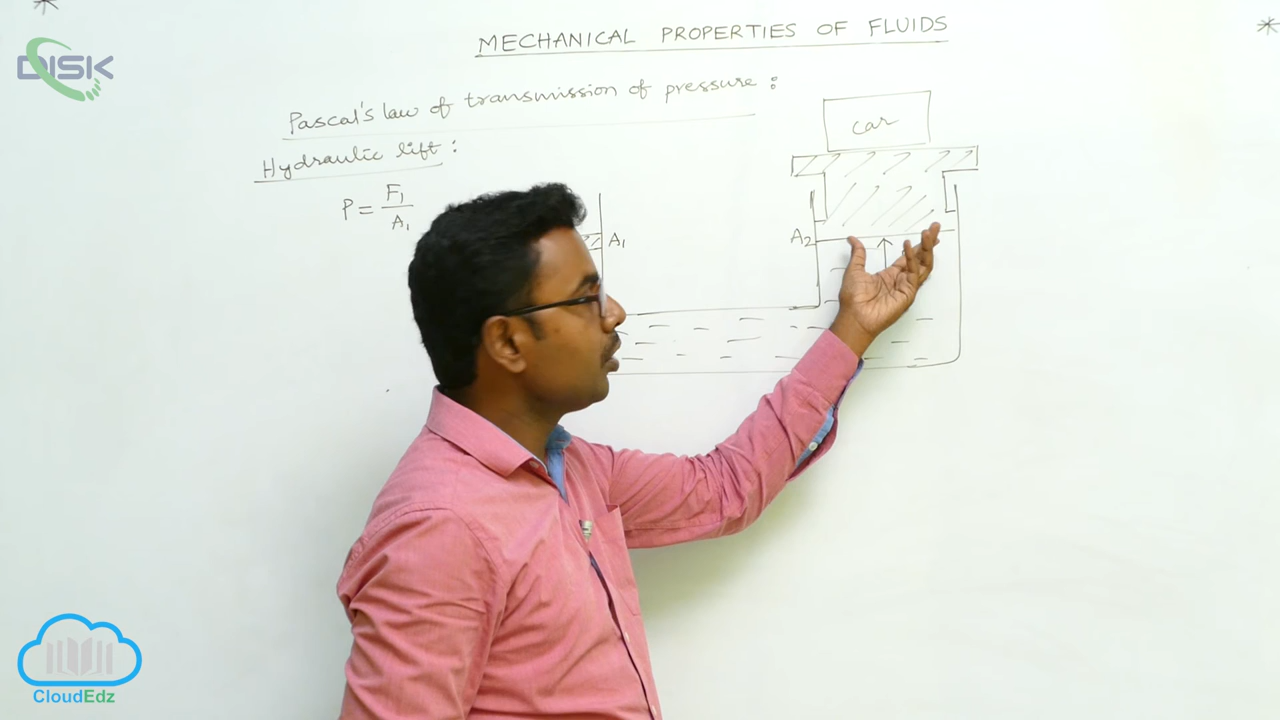 MECHANICAL PROPERTIES OF FLUIDS
DISK
Pascal's law of transmission of pressure :
Hydraulic lift :
P = F₁ / A₁
car
A₁
A₂
CloudEdz